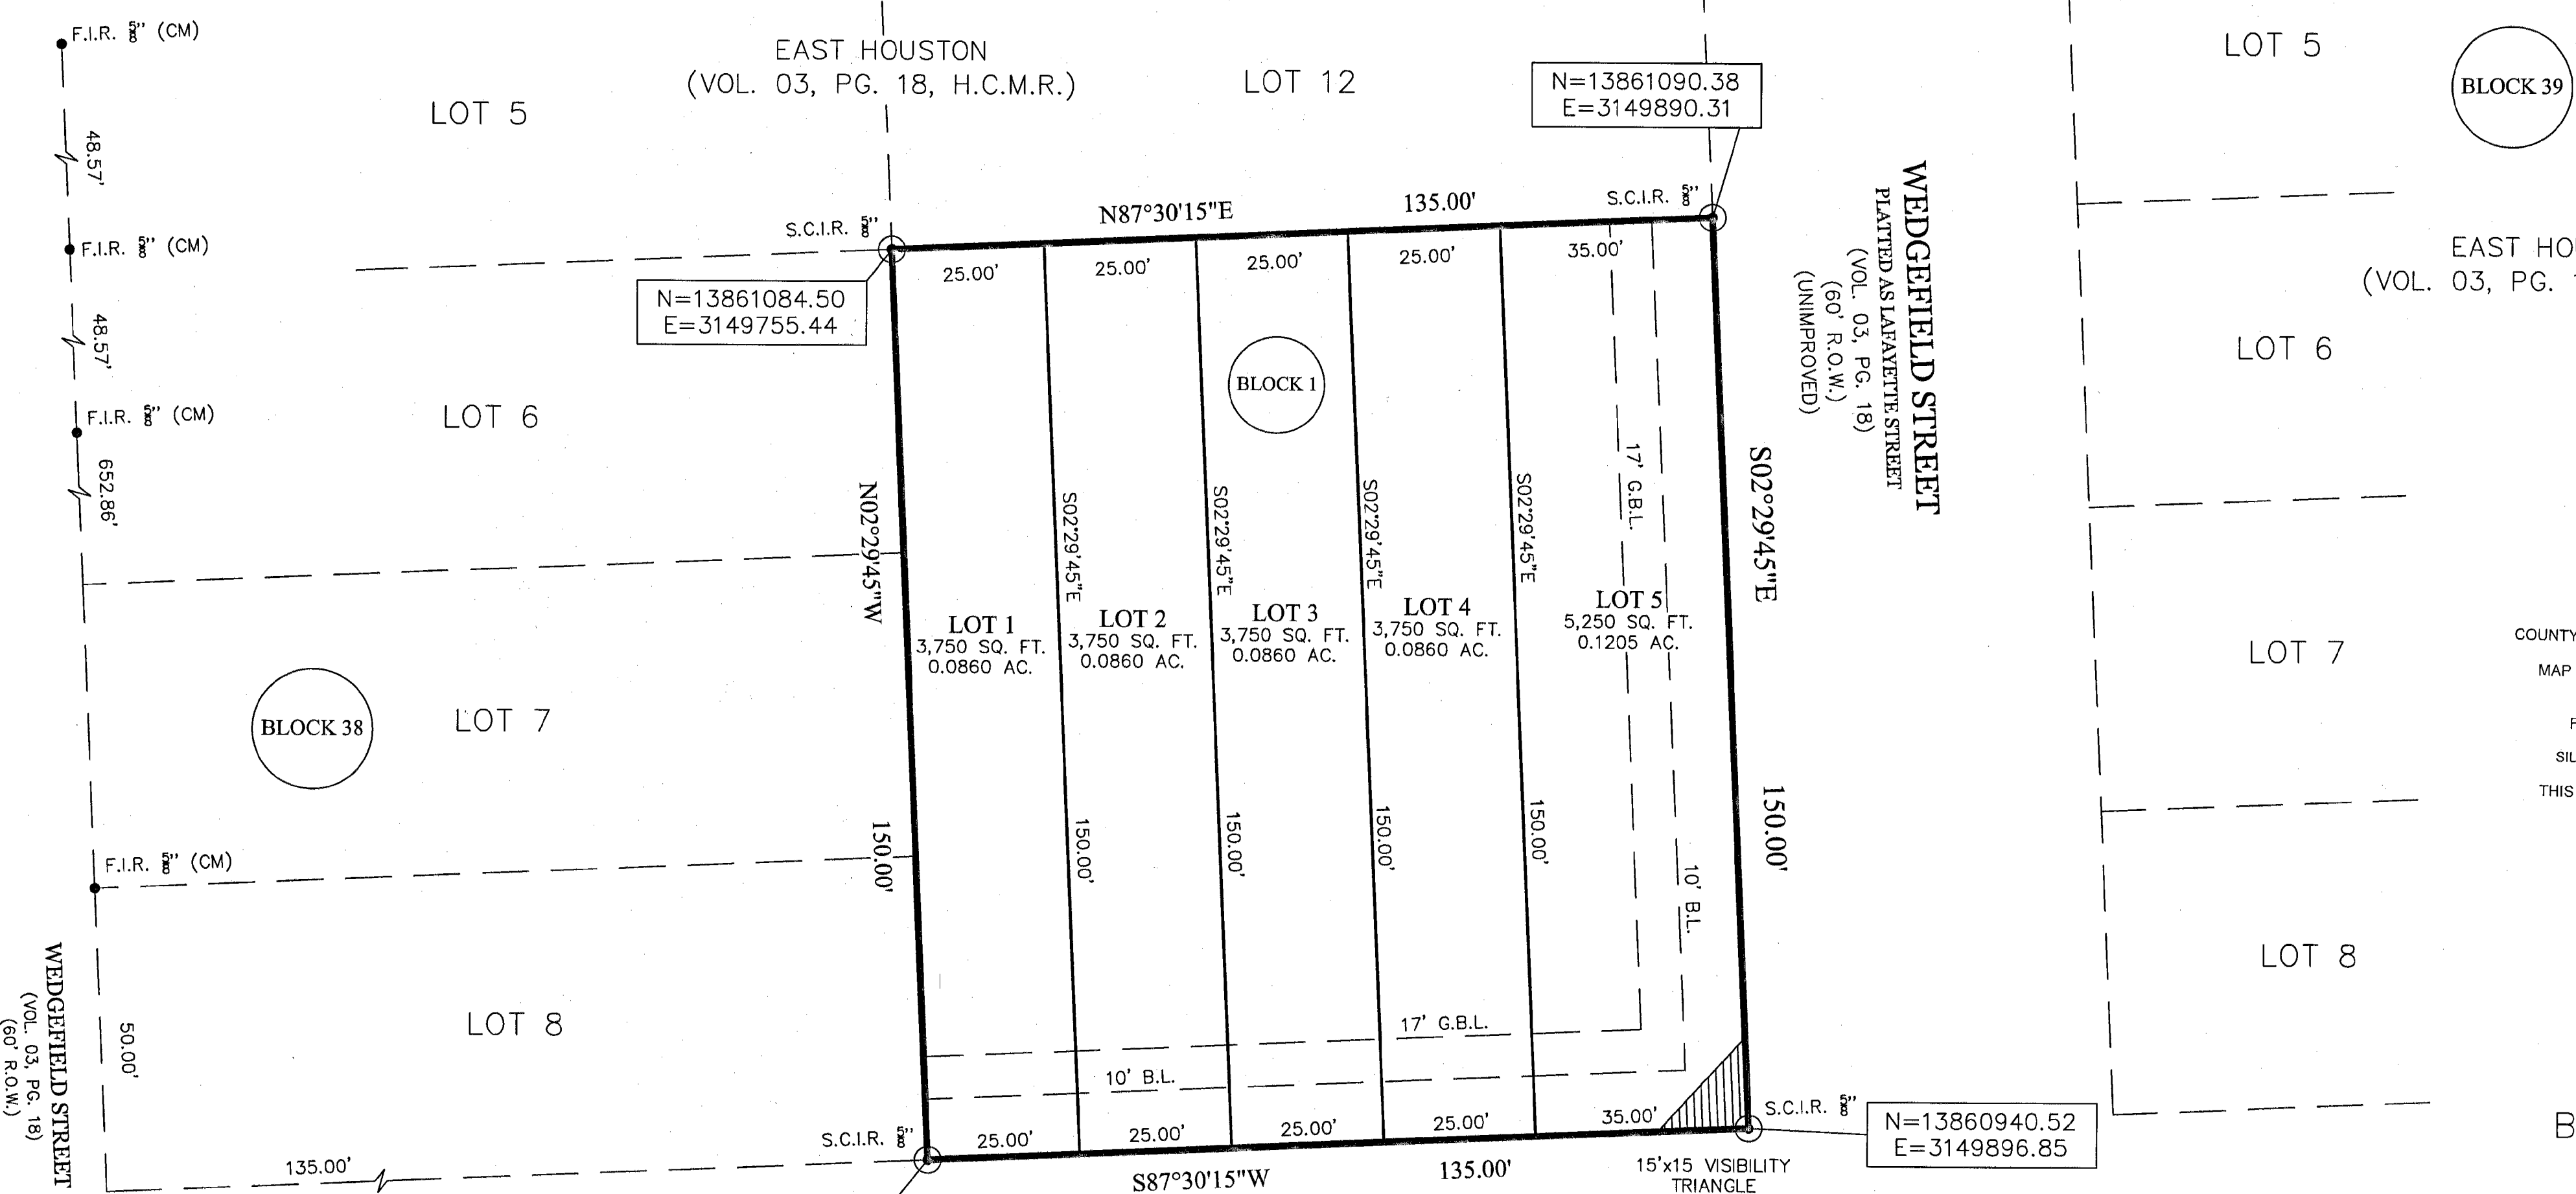 F.I.R. 5/8" (CM)
48.57'
F.I.R. 5/8" (CM)
48.57'
F.I.R. 5/8" (CM)
652.86'
F.I.R. 5/8" (CM)
50.00'
WEDGEFIELD STREET
(VOL. 03, PG. 18)
(60' R.O.W.)
135.00'
LOT 5
LOT 6
LOT 7
BLOCK 38
LOT 8
EAST HOUSTON
(VOL. 03, PG. 18, H.C.M.R.)
LOT 12
N=13861090.38
E=3149890.31
S.C.I.R. 5/8"
N87°30'15"E
135.00'
S.C.I.R. 5/8"
N=13861084.50
E=3149755.44
25.00'
25.00'
25.00'
25.00'
35.00'
BLOCK 1
N02°29'45"W
150.00'
S02°29'45"E
150.00'
S02°29'45"E
150.00'
S02°29'45"E
150.00'
S02°29'45"E
150.00'
17' G.B.L.
10' B.L.
S02°29'45"E
150.00'
LOT 1
3,750 SQ. FT.
0.0860 AC.
LOT 2
3,750 SQ. FT.
0.0860 AC.
LOT 3
3,750 SQ. FT.
0.0860 AC.
LOT 4
3,750 SQ. FT.
0.0860 AC.
LOT 5
5,250 SQ. FT.
0.1205 AC.
17' G.B.L.
10' B.L.
S.C.I.R. 5/8"
25.00'
25.00'
25.00'
25.00'
35.00'
S.C.I.R. 5/8"
N=13860940.52
E=3149896.85
S87°30'15"W
135.00'
15'x15 VISIBILITY
TRIANGLE
WEDGEFIELD STREET
PLATTED AS LAFAYETTE STREET
(VOL. 03, PG. 18)
(60' R.O.W.)
(UNIMPROVED)
LOT 5
BLOCK 39
EAST HO
(VOL. 03, PG.
LOT 6
LOT 7
LOT 8
COUNTY
MAP
F
SIL
THIS
B